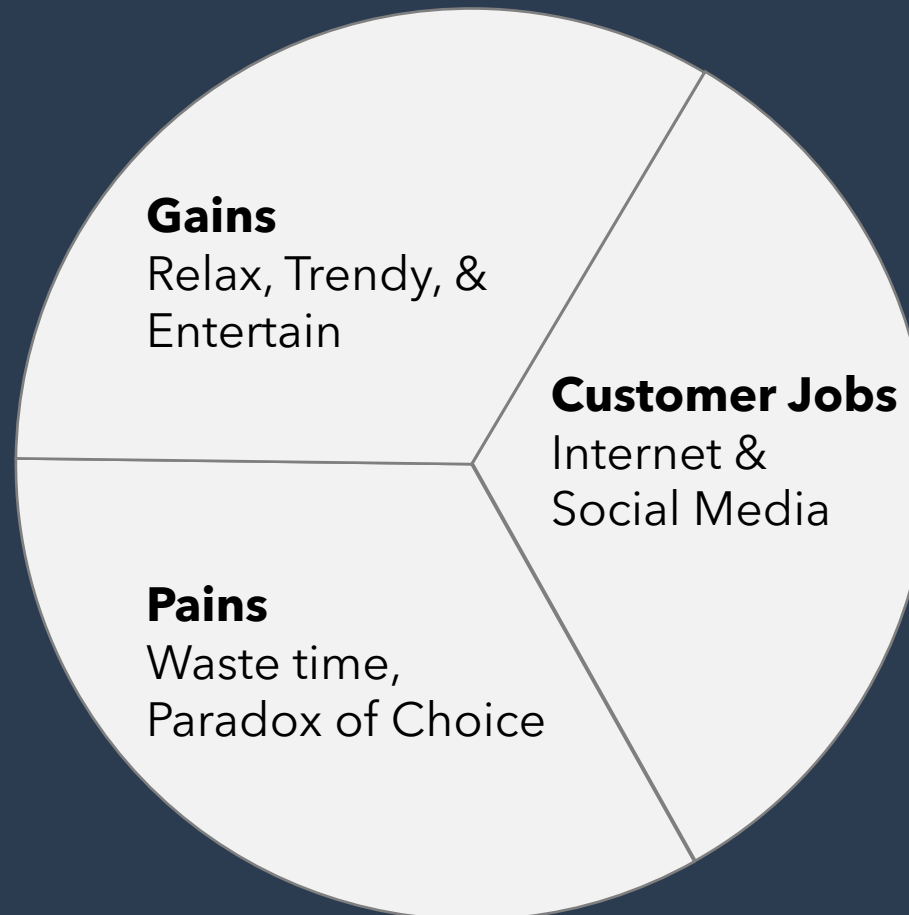 Gains
Relax, Trendy, &
Entertain
Customer Jobs
Internet &
Social Media
Pains
Waste time,
Paradox of Choice